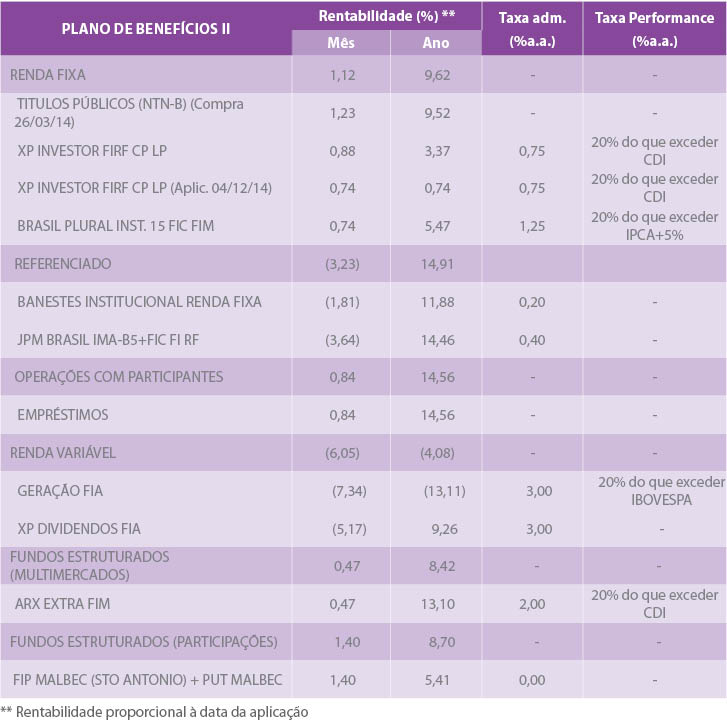 PLANO DE BENEFÍCIOS II Rentabilidade (%) ** Taxa adm. (%a.a.) Taxa Performance (%a.a.)
Mês Ano
RENDA FIXA 1,12 9,62 - -
TITULOS PÚBLICOS (NTN-B) (Compra 26/03/14) 1,23 9,52 - -
XP INVESTOR FIRF CP LP 0,88 3,37 0,75 20% do que exceder CDI
XP INVESTOR FIRF CP LP (Aplic. 04/12/14) 0,74 0,74 0,75 20% do que exceder CDI
BRASIL PLURAL INST. 15 FIC FIM 0,74 5,47 1,25 20% do que exceder IPCA+5%
REFERENCIADO (3,23) 14,91
BANESTES INSTITUCIONAL RENDA FIXA (1,81) 11,88 0,20 -
JPM BRASIL IMA-B5+FIC FI RF (3,64) 14,46 0,40 -
OPERAÇÕES COM PARTICIPANTES 0,84 14,56 - -
EMPRÉSTIMOS 0,84 14,56 - -
RENDA VARIÁVEL (6,05) (4,08) - -
GERAÇÃO FIA (7,34) (13,11) 3,00 20% do que exceder IBOVESPA
XP DIVIDENDOS FIA (5,17) 9,26 3,00 -
FUNDOS ESTRUTURADOS (MULTIMERCADOS) 0,47 8,42 - -
ARX EXTRA FIM 0,47 13,10 2,00 20% do que exceder CDI
FUNDOS ESTRUTURADOS (PARTICIPAÇÕES) 1,40 8,70 - -
FIP MALBEC (STO ANTONIO) + PUT MALBEC 1,40 5,41 0,00 -
** Rentabilidade proporcional à data da aplicação